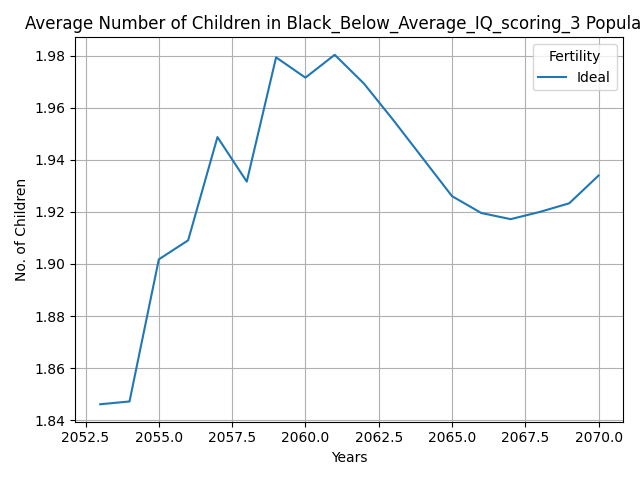 Average Number of Children in Black_Below_Average_IQ_scoring_3 Popula
Fertility
Ideal
1.98
1.96
1.94
1.92
1.90
1.88
1.86
1.84
No. of Children
2052.5 2055.0 2057.5 2060.0 2062.5 2065.0 2067.5 2070.0
Years